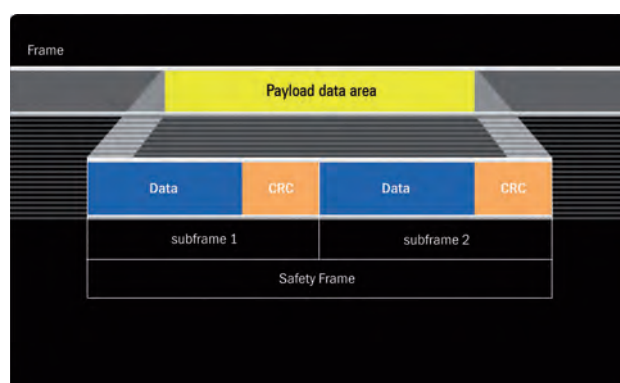 Frame
Payload data area
Data CRC Data CRC
subframe 1 subframe 2
Safety Frame